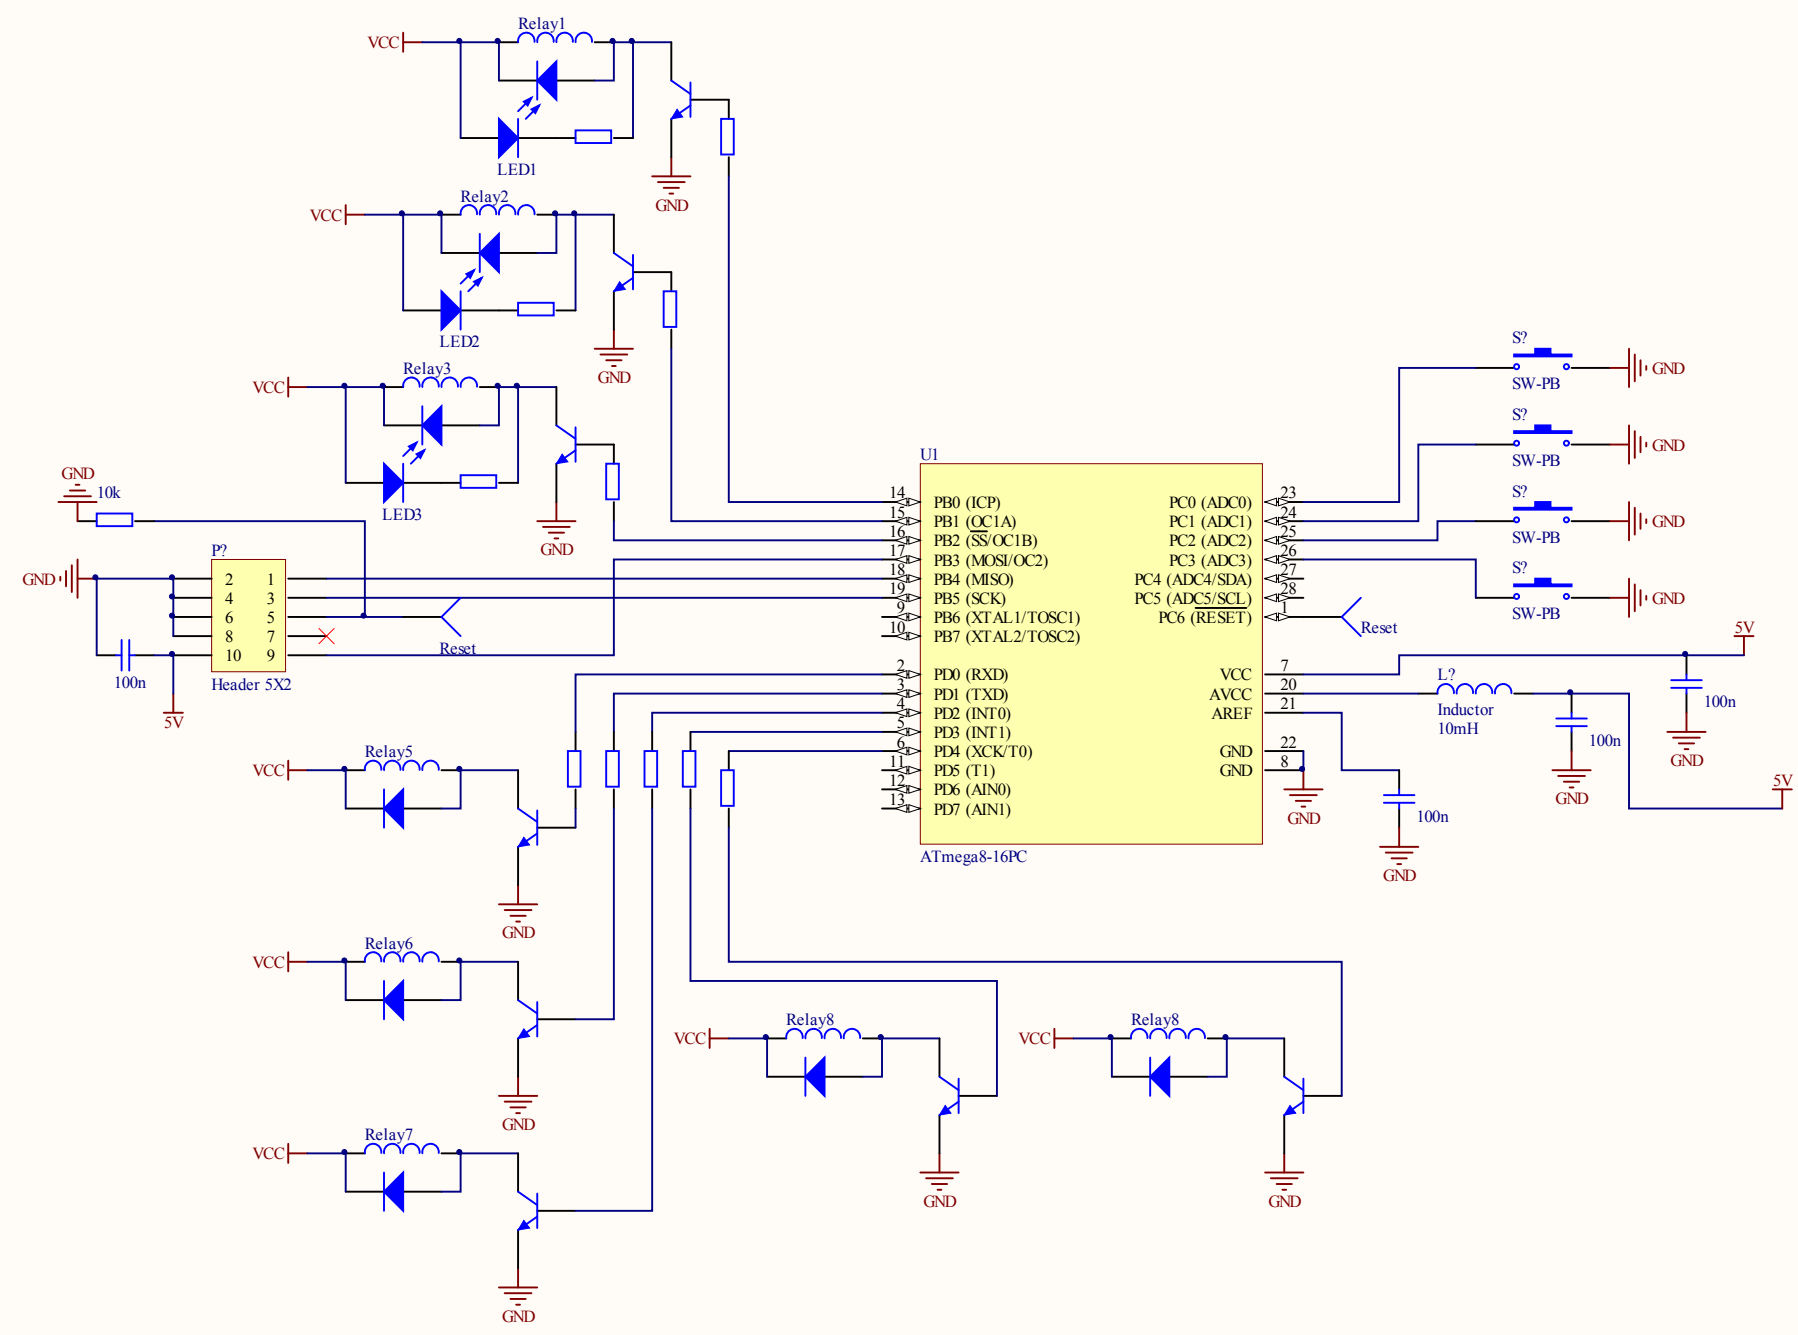 Relay1
VCC
LED1
GND
Relay2
VCC
LED2
GND
Relay3
VCC
LED3
GND
GND
10k
P?
GND
2 1
4 3
6 5
8 7
10 9
Reset
100n
Header 5X2
5V
U1
14 PB0 (ICP)
15 PB1 (OC1A)
16 PB2 (SS/OC1B)
17 PB3 (MOSI/OC2)
18 PB4 (MISO)
19 PB5 (SCK)
9 PB6 (XTAL1/TOSC1)
10 PB7 (XTAL2/TOSC2)
2 PD0 (RXD)
3 PD1 (TXD)
4 PD2 (INT0)
5 PD3 (INT1)
6 PD4 (XCK/T0)
11 PD5 (T1)
12 PD6 (AIN0)
13 PD7 (AIN1)
PC0 (ADC0) 23
PC1 (ADC1) 24
PC2 (ADC2) 25
PC3 (ADC3) 26
PC4 (ADC4/SDA) 27
PC5 (ADC5/SCL) 28
PC6 (RESET) 1
VCC 7
AVCC 20
AREF 21
GND 22
GND 8
ATmega8-16PC
S?
SW-PB
GND
S?
SW-PB
GND
S?
SW-PB
GND
S?
SW-PB
GND
Reset
5V
L?
Inductor
10mH
100n
GND
100n
GND
5V
GND
100n
GND
Relay5
VCC
GND
Relay6
VCC
GND
Relay7
VCC
GND
Relay8
VCC
GND
Relay8
VCC
GND